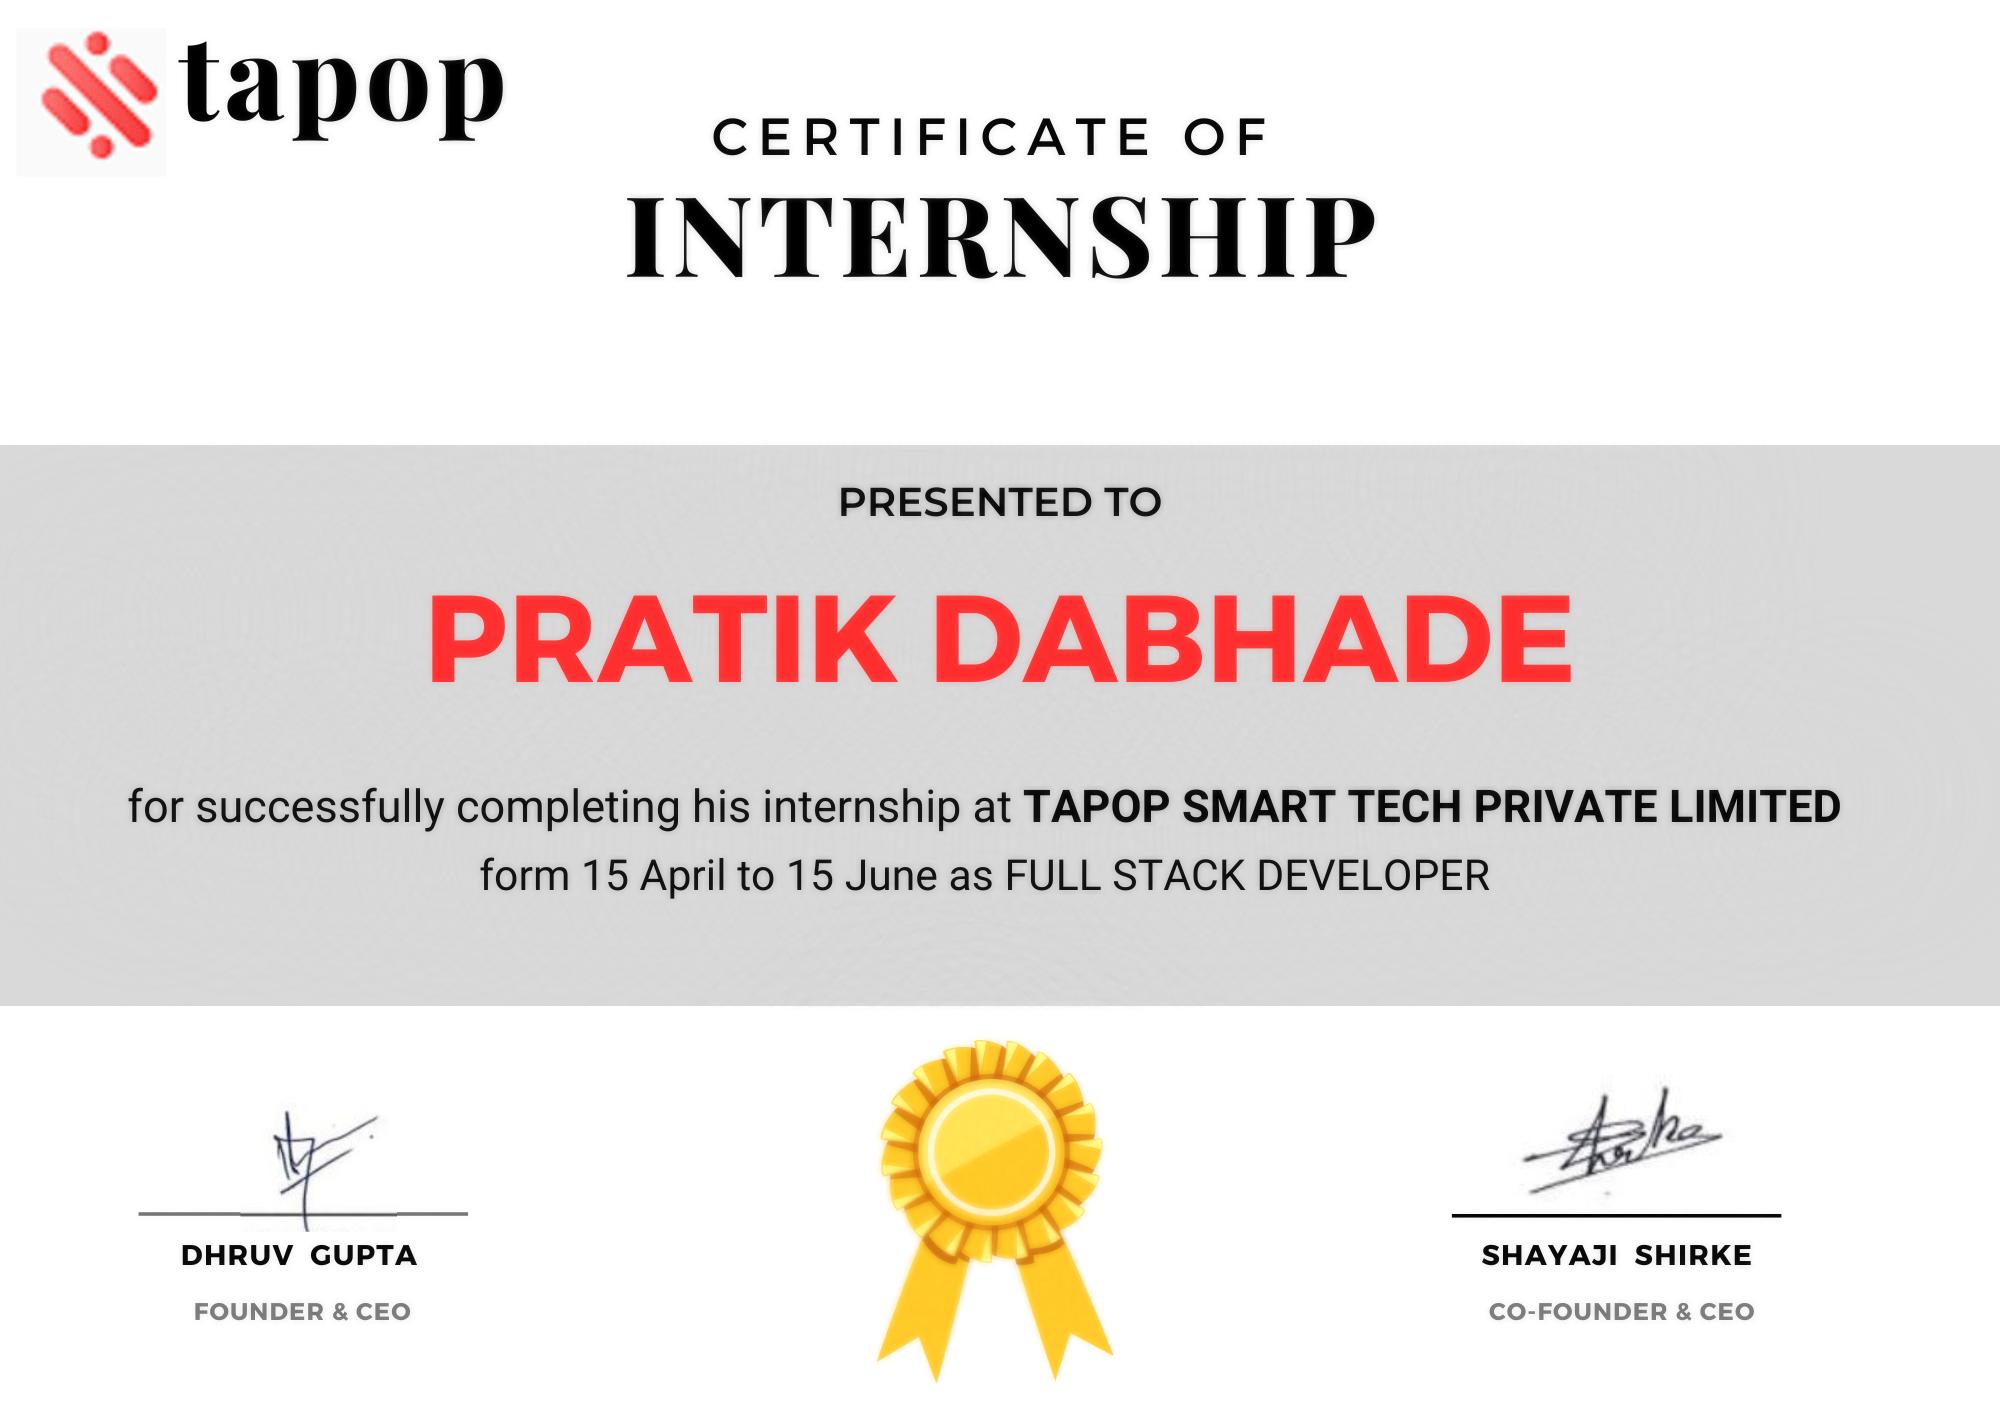 tapop
CERTIFICATE OF
INTERNSHIP
PRESENTED TO
PRATIK DABHADE
for successfully completing his internship at TAPOP SMART TECH PRIVATE LIMITED
form 15 April to 15 June as FULL STACK DEVELOPER
DHRUV GUPTA
FOUNDER & CEO
SHAYAJI SHIRKE
CO-FOUNDER & CEO